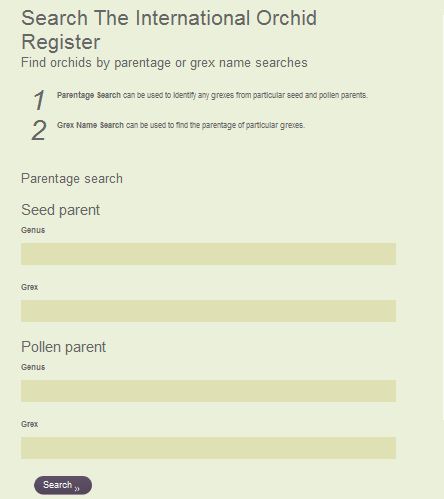 Search The International Orchid
Register
Find orchids by parentage or grex name searches
1 Parentage Search can be used to identify any grexes from particular seed and pollen parents.
2 Grex Name Search can be used to find the parentage of particular grexes.
Parentage search
Seed parent
Genus
Grex
Pollen parent
Genus
Grex
Search »